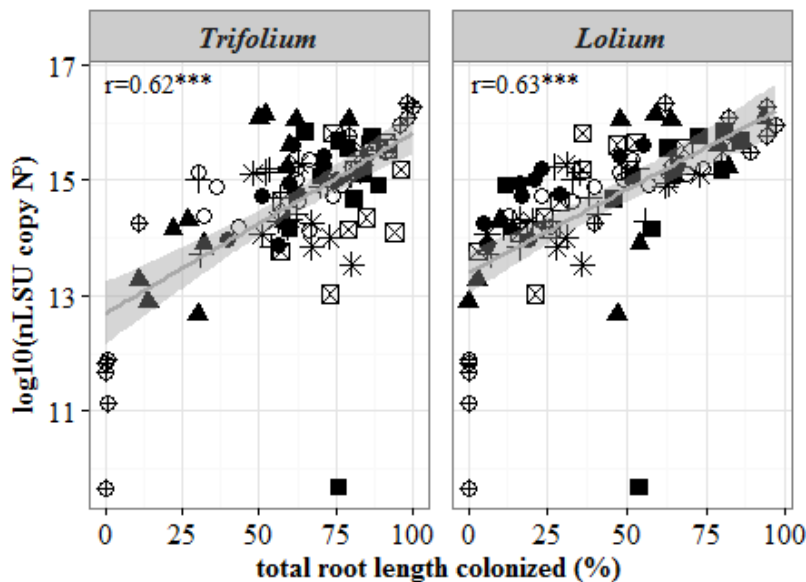 Trifolium
Lolium
r=0.62***
r=0.63***
17
15
13
11
0 25 50 75 100
0 25 50 75 100
log10(nLSU copy N°)
total root length colonized (%)